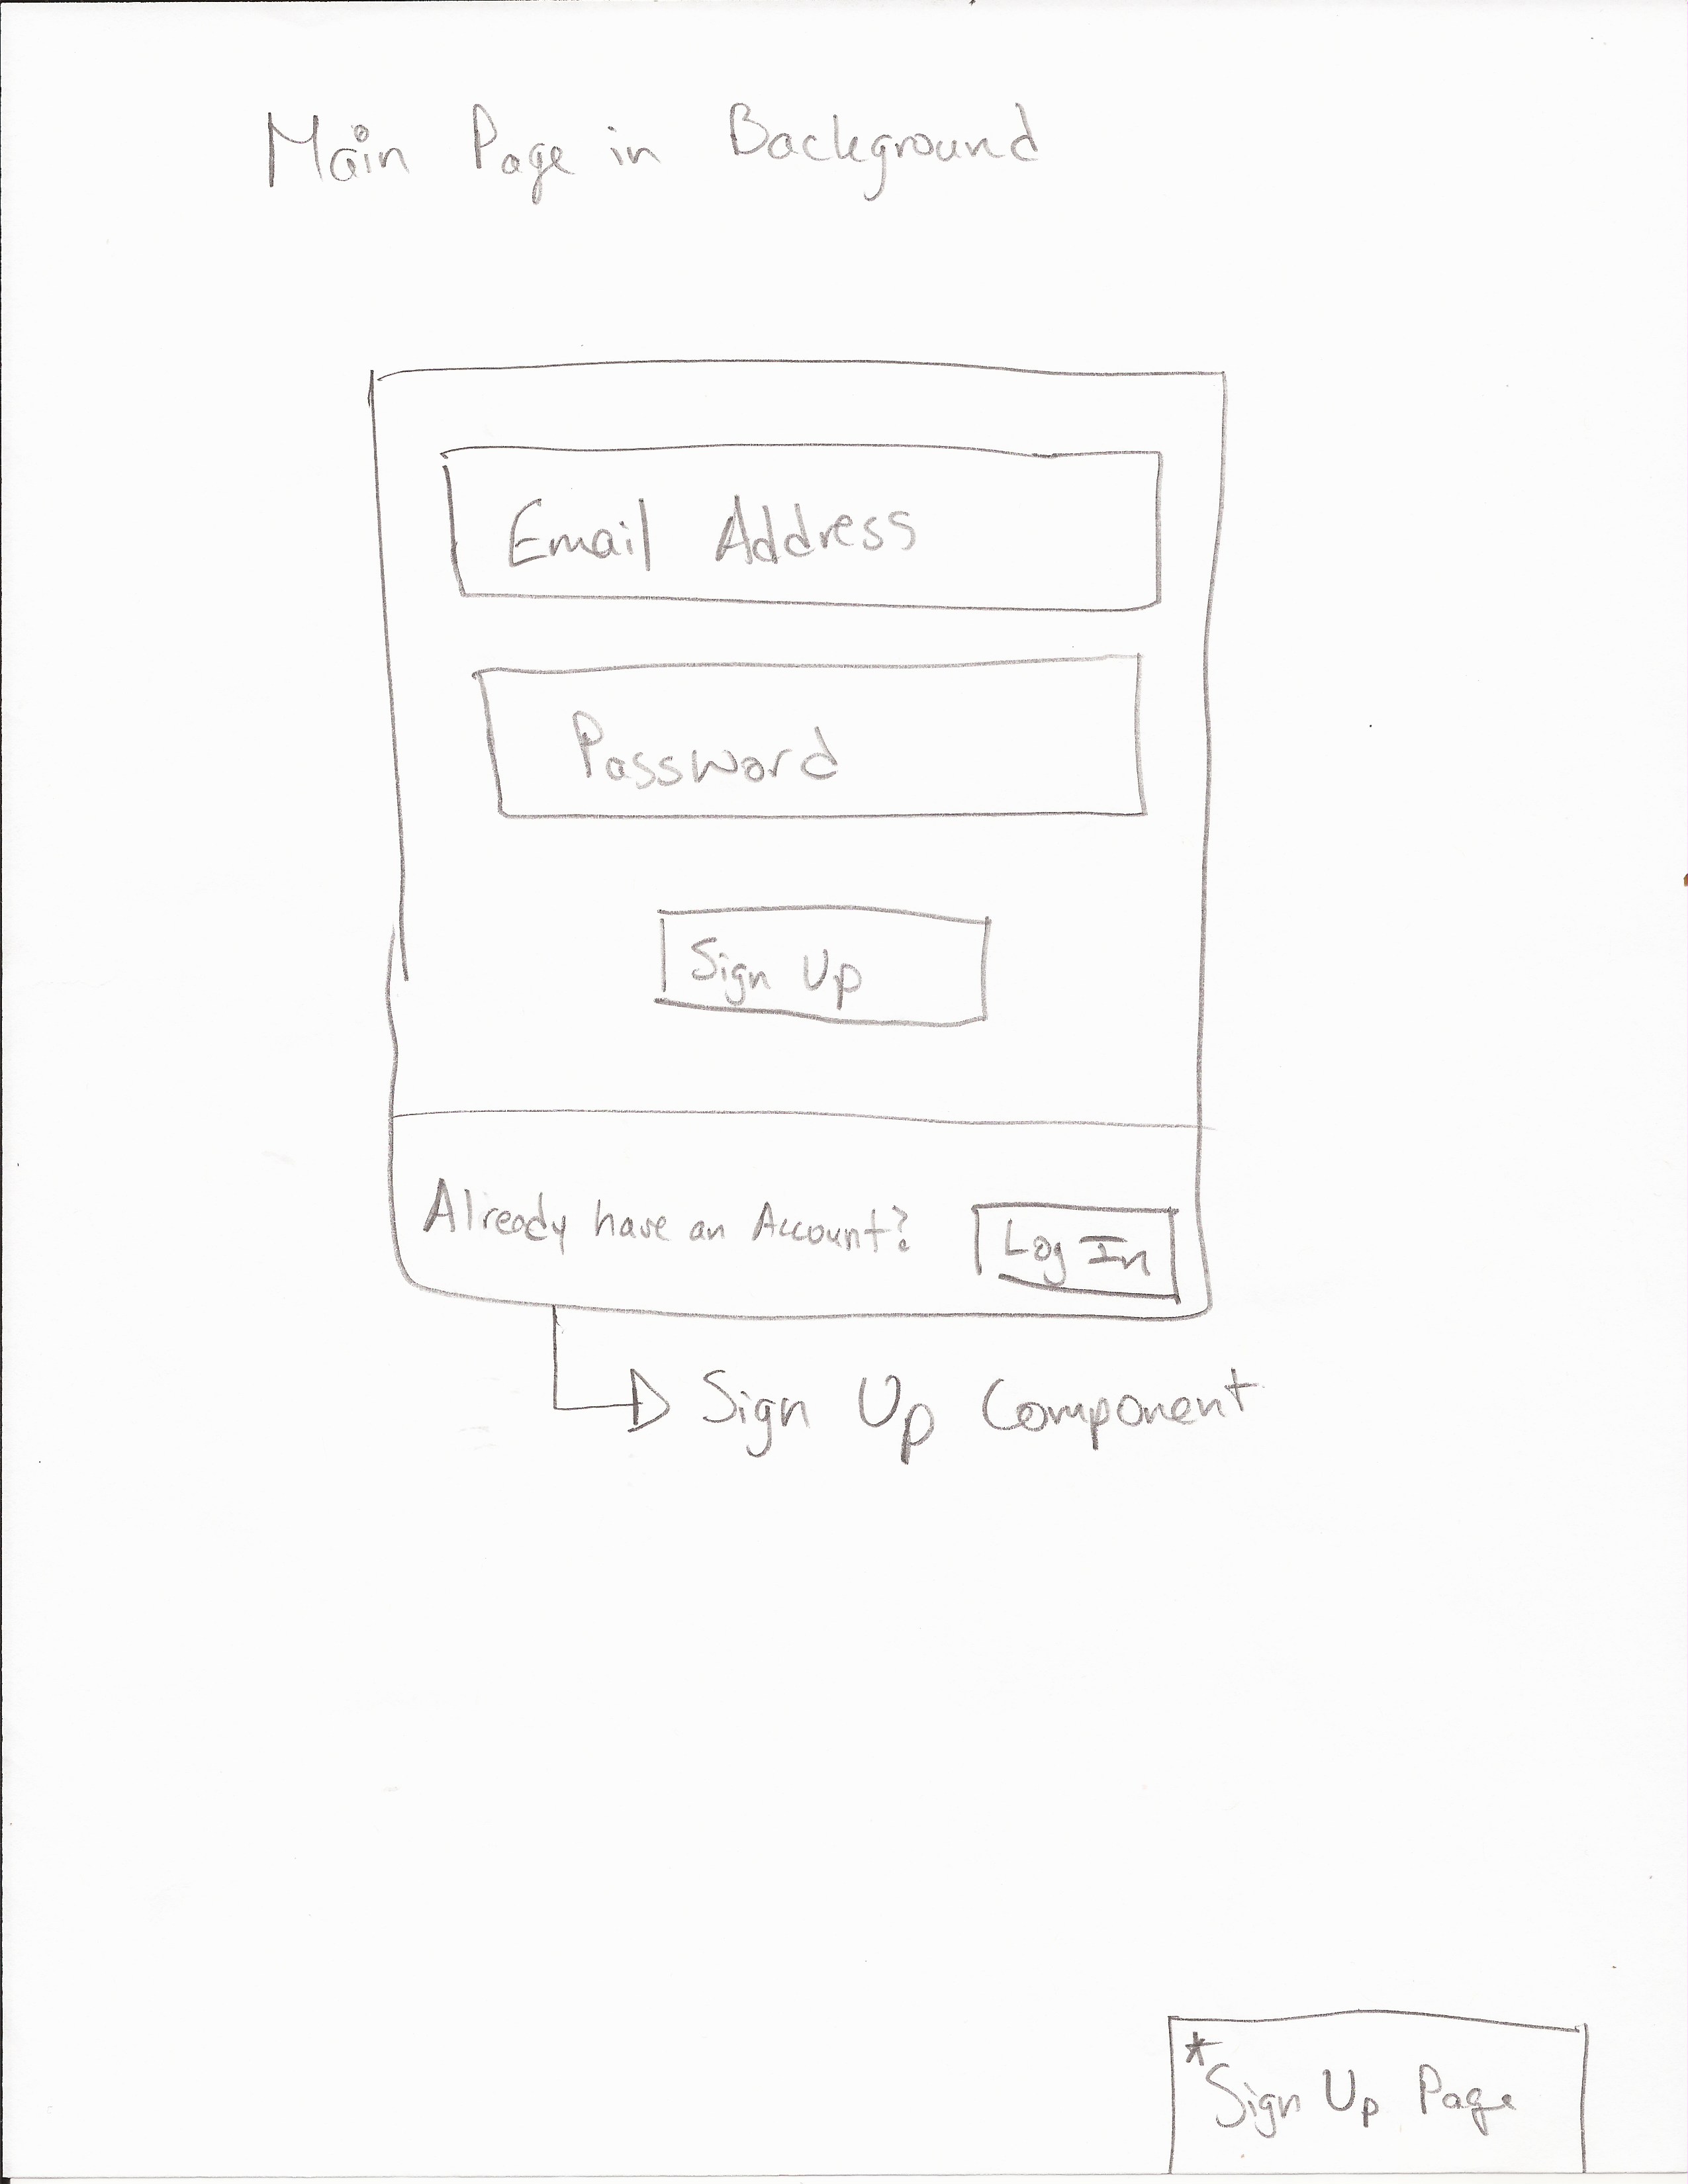 Main Page in Background
Email Address
Password
Sign Up
Already have an Account?
Log In
Sign Up Component
*Sign Up Page